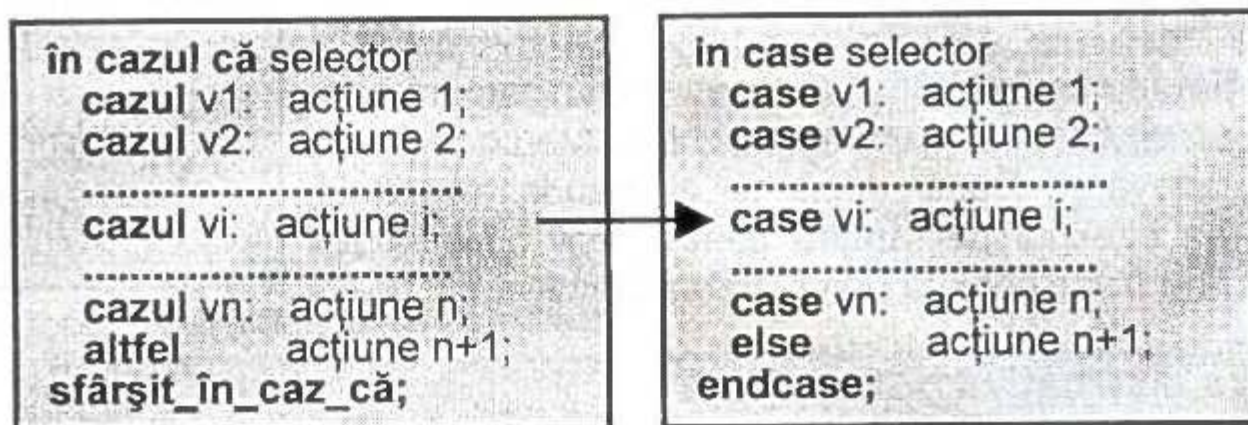 în cazul că selector
cazul v1: acțiune 1;
cazul v2: acțiune 2;
................................
cazul vi: acțiune i;
...............................
cazul vn: acțiune n;
altfel acțiune n+1;
sfârşit_în_caz_că;
in case selector
case v1: acțiune 1;
case v2: acțiune 2;
................................
case vi: acțiune i;
...............................
case vn: acțiune n;
else acțiune n+1;
endcase;